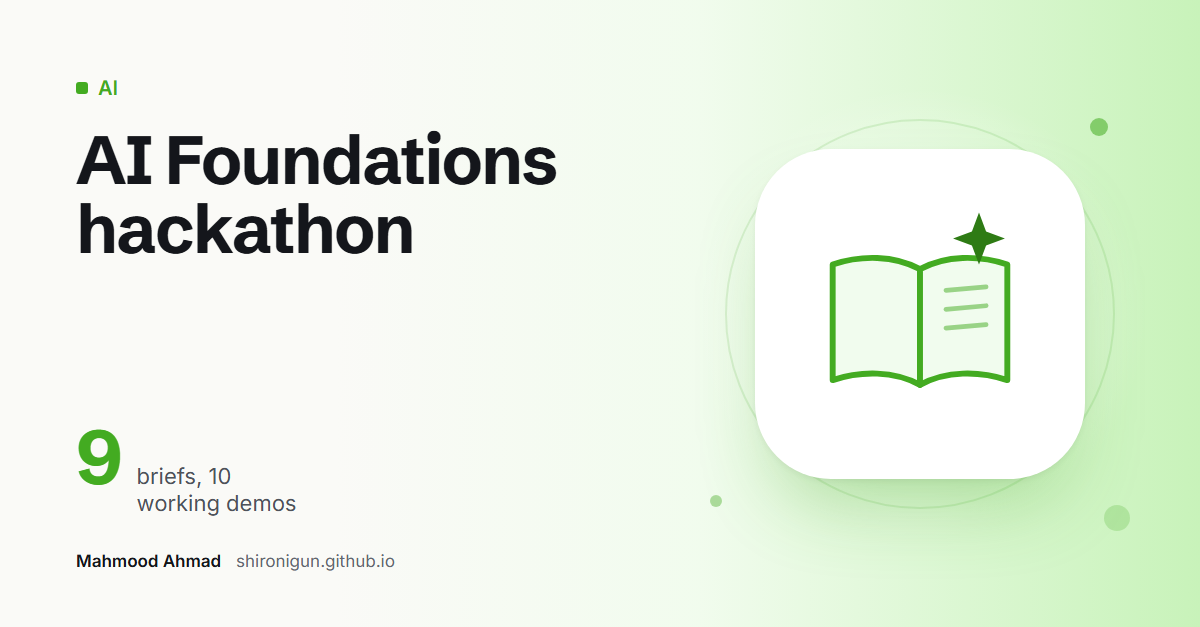 AI
AI Foundations
hackathon
9 briefs, 10
working demos
Mahmood Ahmad shironigun.github.io